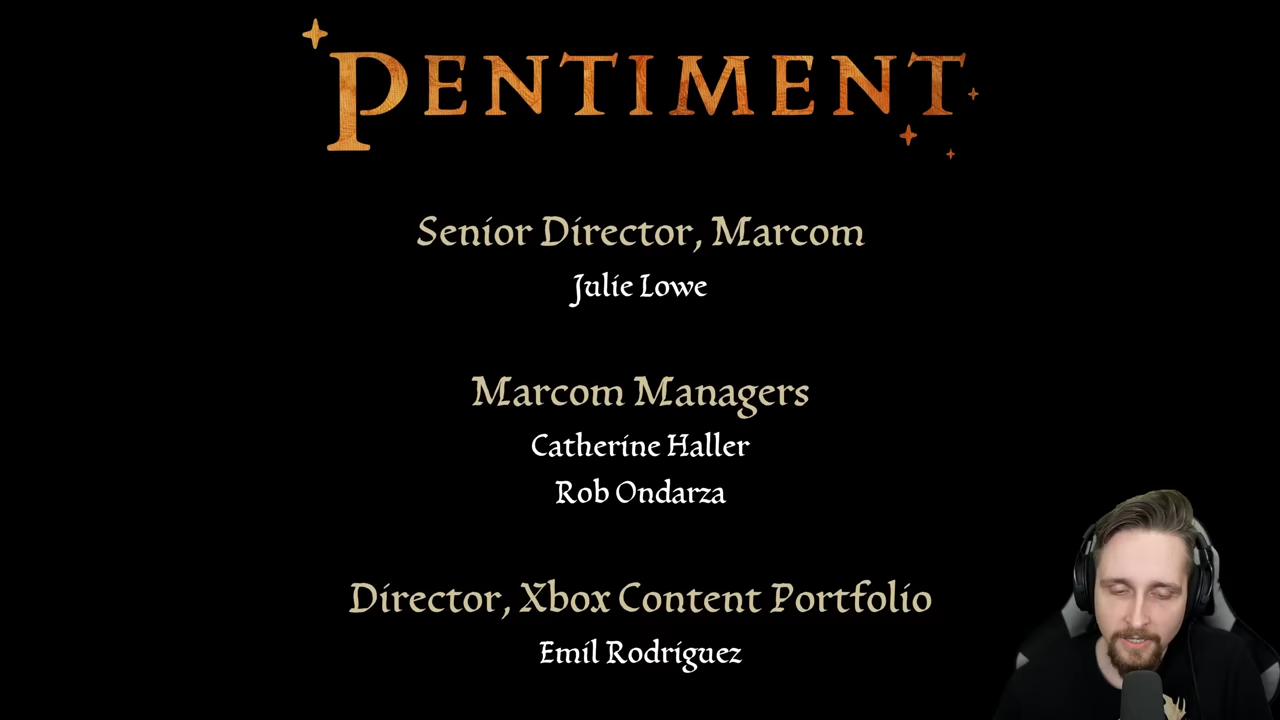 PENTIMENT
Senior Director, Marcom
Julie Lowe
Marcom Managers
Catherine Haller
Rob Ondarza
Director, Xbox Content Portfolio
Emil Rodriguez